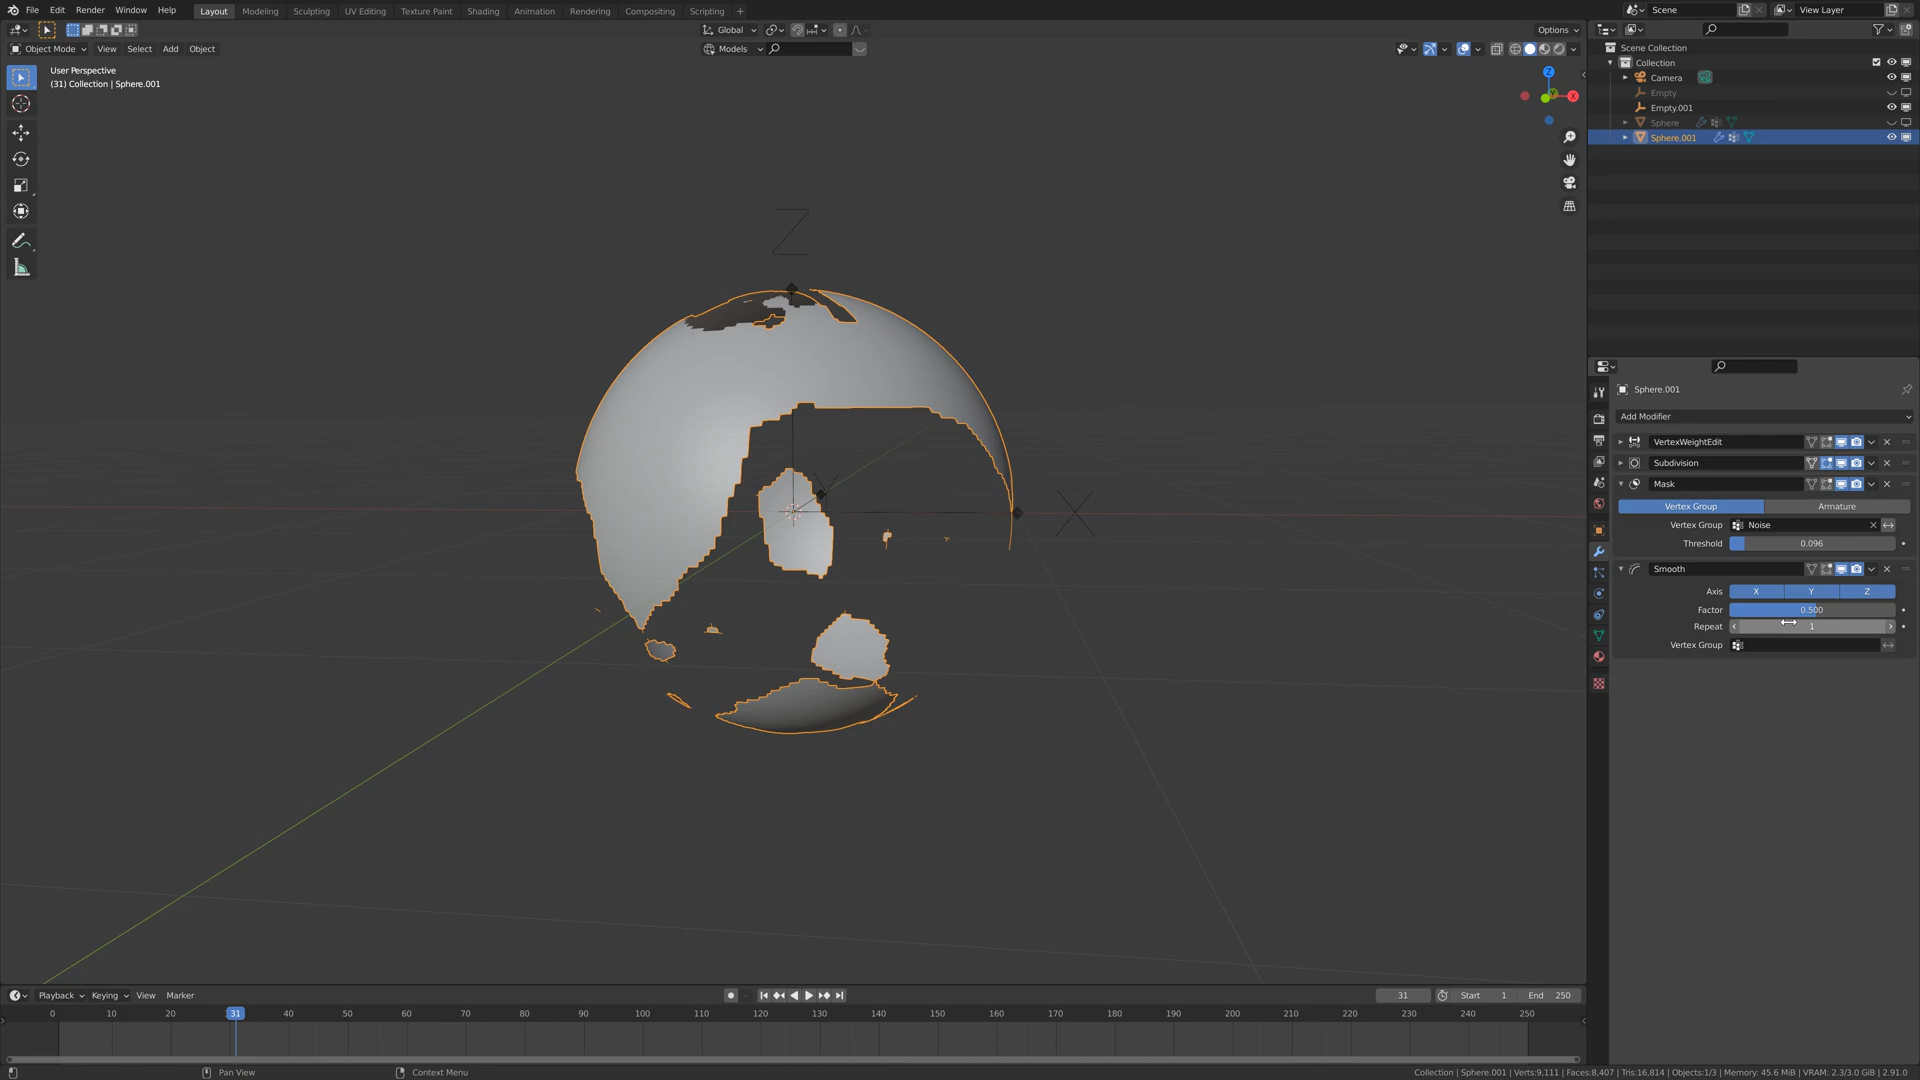 File Edit Render Window Help
Layout Modeling Sculpting UV Editing Texture Paint Shading Animation Rendering Compositing Scripting +
Scene View Layer
Global Options
Object Mode View Select Add Object
Models
User Perspective
(31) Collection | Sphere.001
Z
X
Y
Z
X
Scene Collection
Collection
Camera
Empty
Empty.001
Sphere
Sphere.001
Sphere.001
Add Modifier
VertexWeightEdit
Subdivision
Mask
Vertex Group Armature
Vertex Group Noise
Threshold 0.096
Smooth
Axis X Y Z
Factor 0.500
Repeat 1
Vertex Group
Playback Keying View Marker 31 Start 1 End 250
0 10 20 31 40 50 60 70 80 90 100 110 120 130 140 150 160 170 180 190 200 210 220 230 240 250
Pan View Context Menu
Collection | Sphere.001 | Verts:9,111 | Faces:8,407 | Tris:16,814 | Objects:1/3 | Memory: 45.6 MiB | VRAM: 2.3/3.0 GiB | 2.91.0